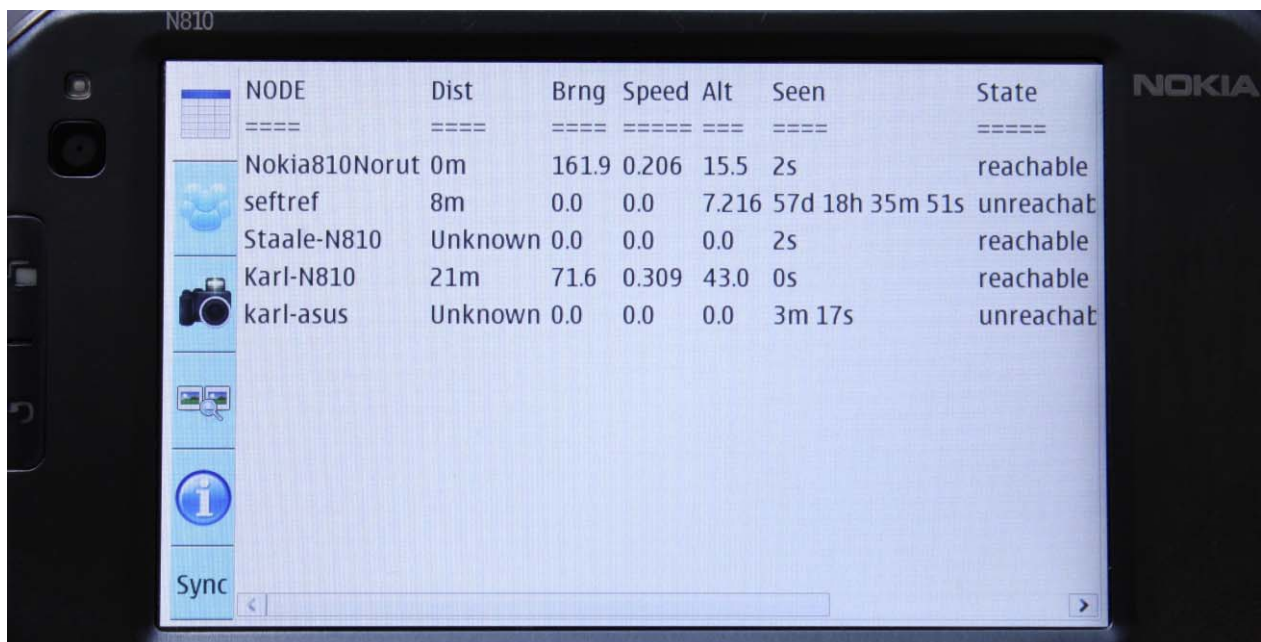 N810
NOKIA
NODE Dist Brng Speed Alt Seen State
==== ==== ==== ===== === ==== =====
Nokia810Norut 0m 161.9 0.206 15.5 2s reachable
seftref 8m 0.0 0.0 7.216 57d 18h 35m 51s unreachab
Staale-N810 Unknown 0.0 0.0 0.0 2s reachable
Karl-N810 21m 71.6 0.309 43.0 0s reachable
karl-asus Unknown 0.0 0.0 0.0 3m 17s unreachab
Sync